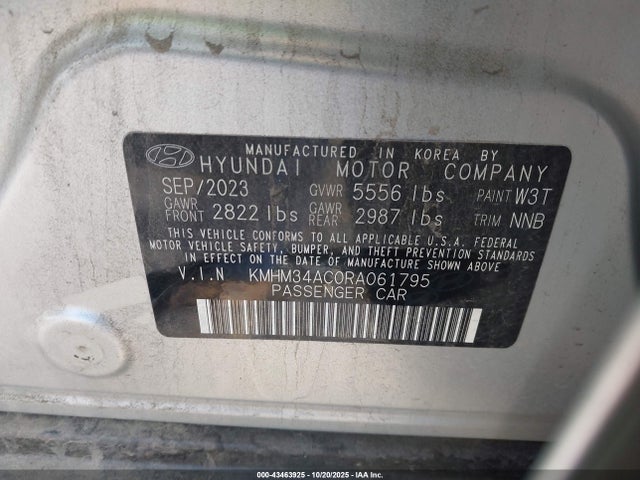 MANUFACTURED IN KOREA BY
HYUNDAI MOTOR COMPANY
SEP/2023 GVWR 5556 lbs PAINT W3T
GAWR FRONT 2822 lbs GAWR REAR 2987 lbs TRIM NNB
THIS VEHICLE CONFORMS TO ALL APPLICABLE U.S.A. FEDERAL
MOTOR VEHICLE SAFETY, BUMPER, AND THEFT PREVENTION STANDARDS
IN EFFECT ON THE DATE OF MANUFACTURE SHOWN ABOVE
V.I.N KMHM34AC0RA061795
PASSENGER CAR
00-43463925 - 10/20/2025 - IAA Inc.